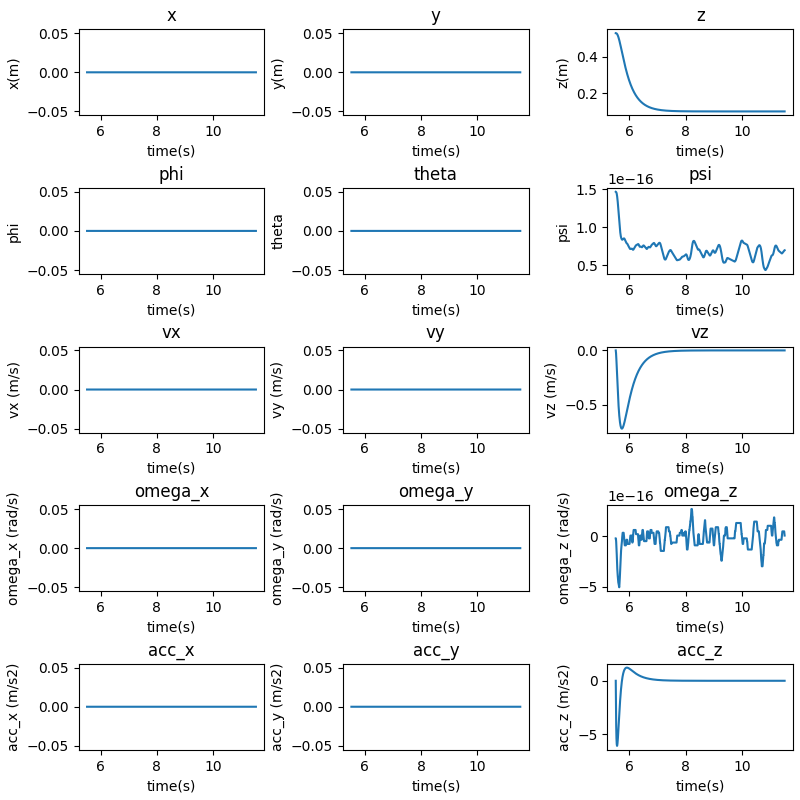 x y z
0.05
0.00
−0.05
x(m)
6 8 10
time(s)
0.05
0.00
−0.05
y(m)
6 8 10
time(s)
0.4
0.2
z(m)
6 8 10
time(s)
phi theta psi
0.05
0.00
−0.05
phi
6 8 10
time(s)
0.05
0.00
−0.05
theta
6 8 10
time(s)
1e−16
1.5
1.0
0.5
psi
6 8 10
time(s)
vx vy vz
0.05
0.00
−0.05
vx (m/s)
6 8 10
time(s)
0.05
0.00
−0.05
vy (m/s)
6 8 10
time(s)
0.0
−0.5
vz (m/s)
6 8 10
time(s)
omega_x omega_y omega_z
0.05
0.00
−0.05
omega_x (rad/s)
6 8 10
time(s)
0.05
0.00
−0.05
omega_y (rad/s)
6 8 10
time(s)
1e−16
0
−5
omega_z (rad/s)
6 8 10
time(s)
acc_x acc_y acc_z
0.05
0.00
−0.05
acc_x (m/s2)
6 8 10
time(s)
0.05
0.00
−0.05
acc_y (m/s2)
6 8 10
time(s)
0
−5
acc_z (m/s2)
6 8 10
time(s)